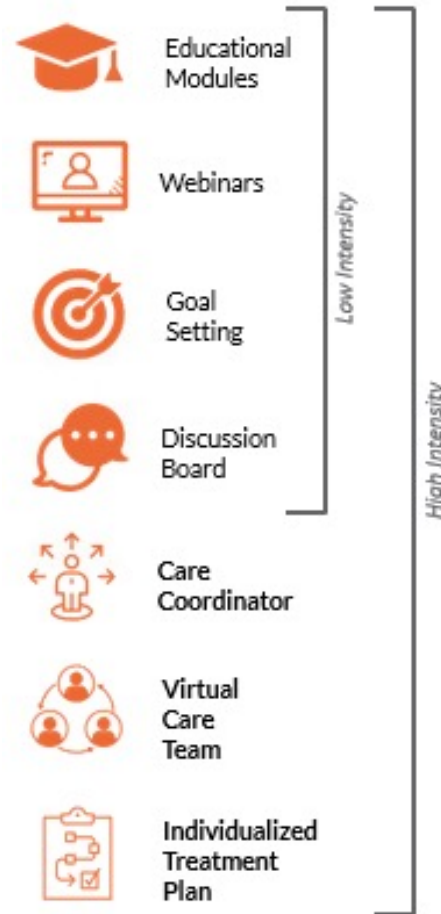 Educational
Modules
Webinars
Goal
Setting
Discussion
Board
Care
Coordinator
Virtual
Care
Team
Individualized
Treatment
Plan
Low Intensity
High Intensity